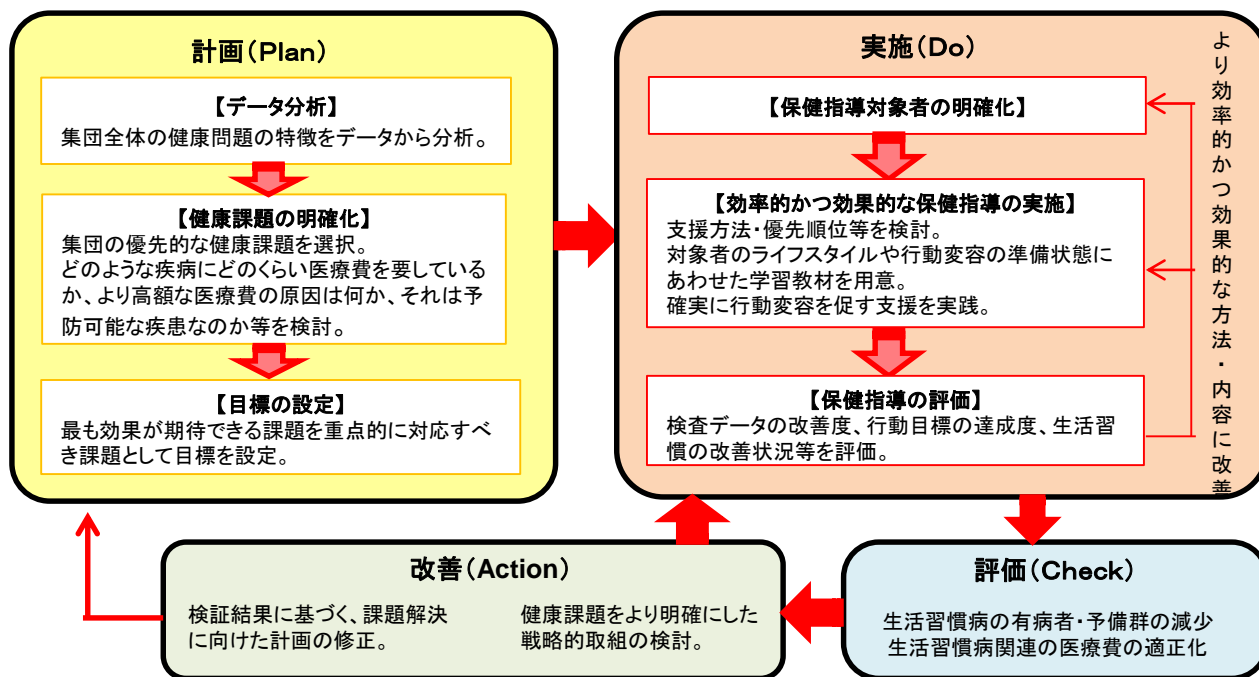 計画(Plan)
【データ分析】
集団全体の健康問題の特徴をデータから分析。
【健康課題の明確化】
集団の優先的な健康課題を選択。
どのような疾病にどのくらい医療費を要している
か、より高額な医療費の原因は何か、それは予
防可能な疾患なのか等を検討。
【目標の設定】
最も効果が期待できる課題を重点的に対応すべ
き課題として目標を設定。
実施(Do)
【保健指導対象者の明確化】
【効率的かつ効果的な保健指導の実施】
支援方法・優先順位等を検討。
対象者のライフスタイルや行動変容の準備状態に
あわせた学習教材を用意。
確実に行動変容を促す支援を実践。
【保健指導の評価】
検査データの改善度、行動目標の達成度、生活習
慣の改善状況等を評価。
より効率的かつ効果的な方法・内容に改善
改善(Action)
検証結果に基づく、課題解決
に向けた計画の修正。
健康課題をより明確にした
戦略的取組の検討。
評価(Check)
生活習慣病の有病者・予備群の減少
生活習慣病関連の医療費の適正化